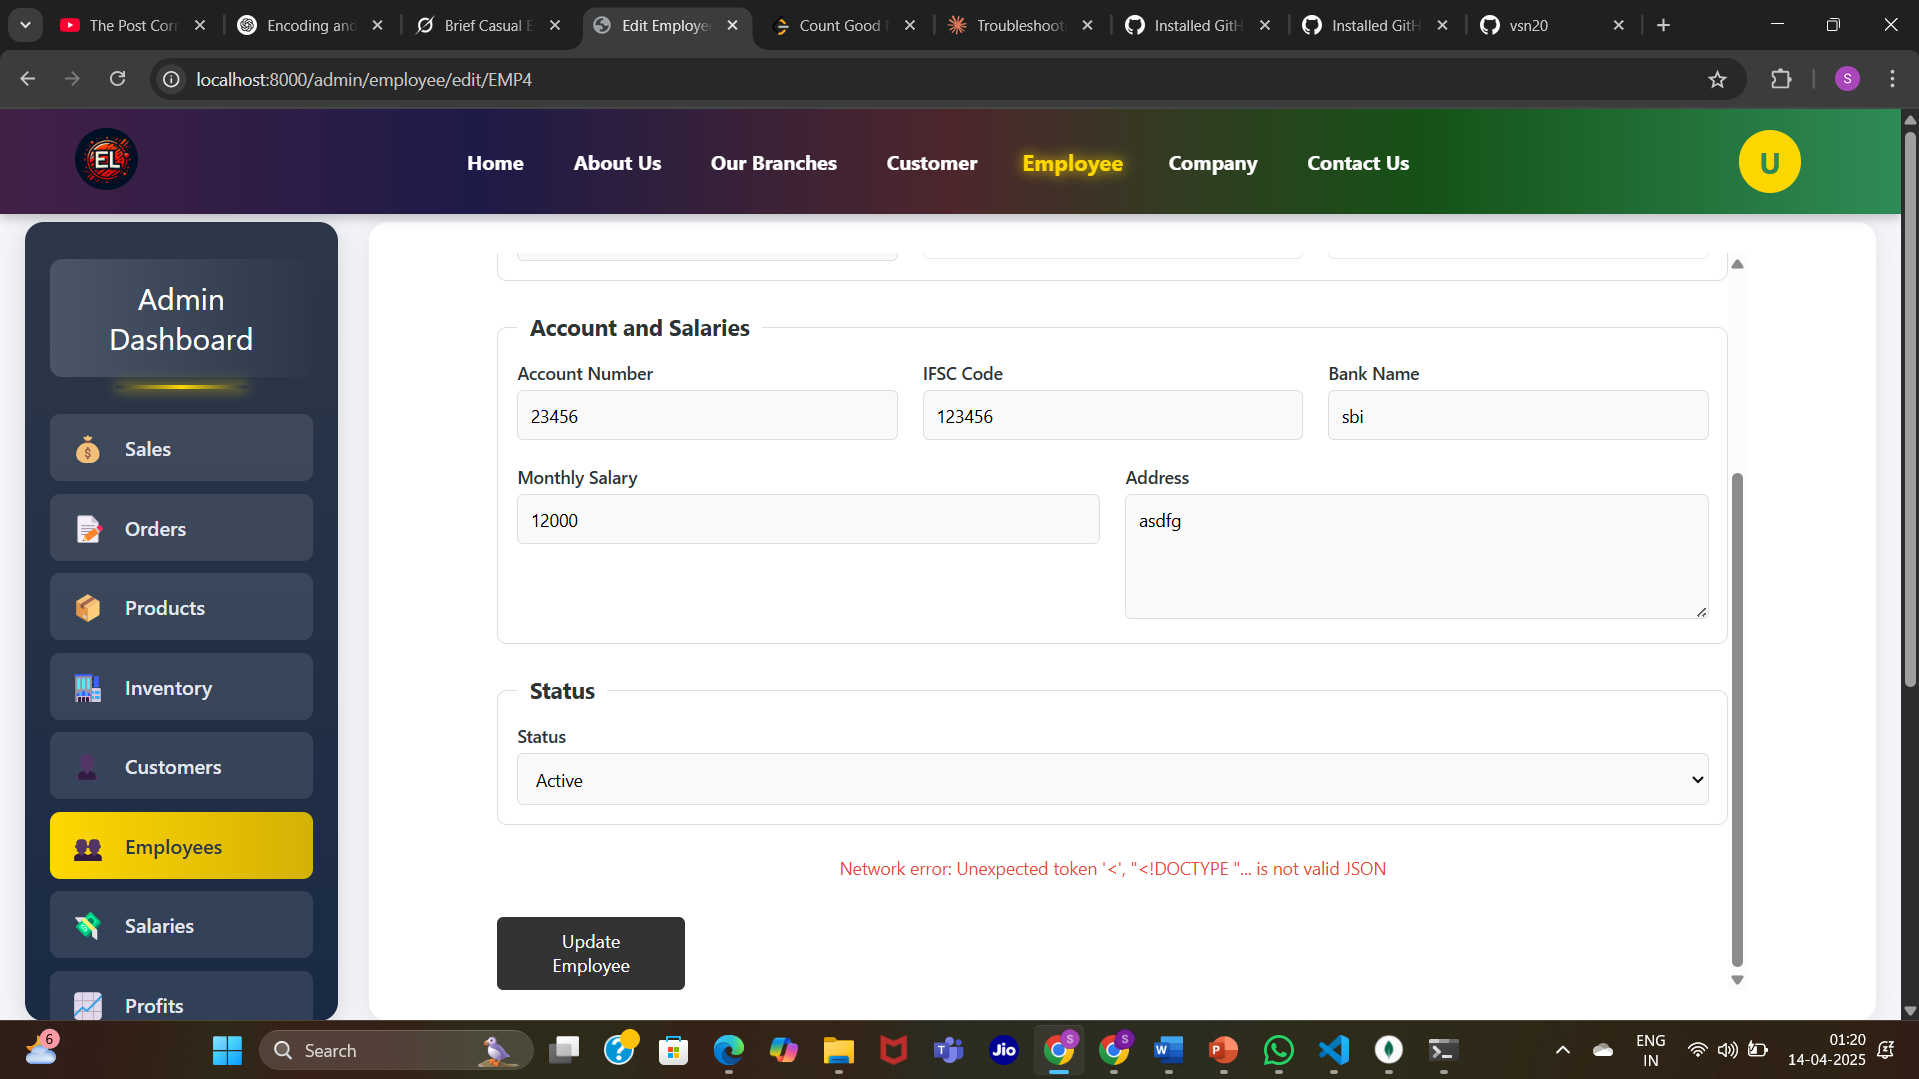 The Post Corr
Encoding and
Brief Casual E
Edit Employe
Count Good
Troubleshoot
Installed GitH
Installed GitH
vsn20
localhost:8000/admin/employee/edit/EMP4
S
EL
Home
About Us
Our Branches
Customer
Employee
Company
Contact Us
U
Admin
Dashboard
Sales
Orders
Products
Inventory
Customers
Employees
Salaries
Profits
Account and Salaries
Account Number
IFSC Code
Bank Name
23456
123456
sbi
Monthly Salary
Address
12000
asdfg
Status
Status
Active
Network error: Unexpected token '<', "<!DOCTYPE "... is not valid JSON
Update
Employee
6
Search
Jio
S
S
ENG
IN
01:20
14-04-2025